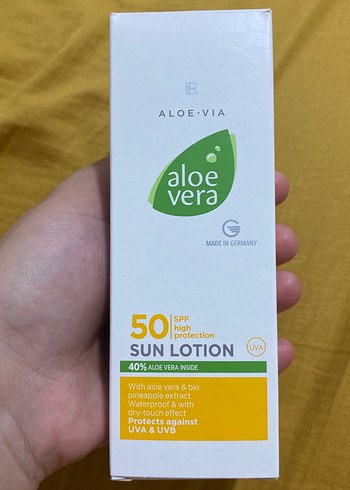 LR
ALOE·VIA
aloe
vera
MADE IN GERMANY
50 SPF
high
protection
SUN LOTION UVA
40% ALOE VERA INSIDE
With aloe vera & bio
pineapple extract
Waterproof & with
dry-touch effect
Protects against
UVA & UVB